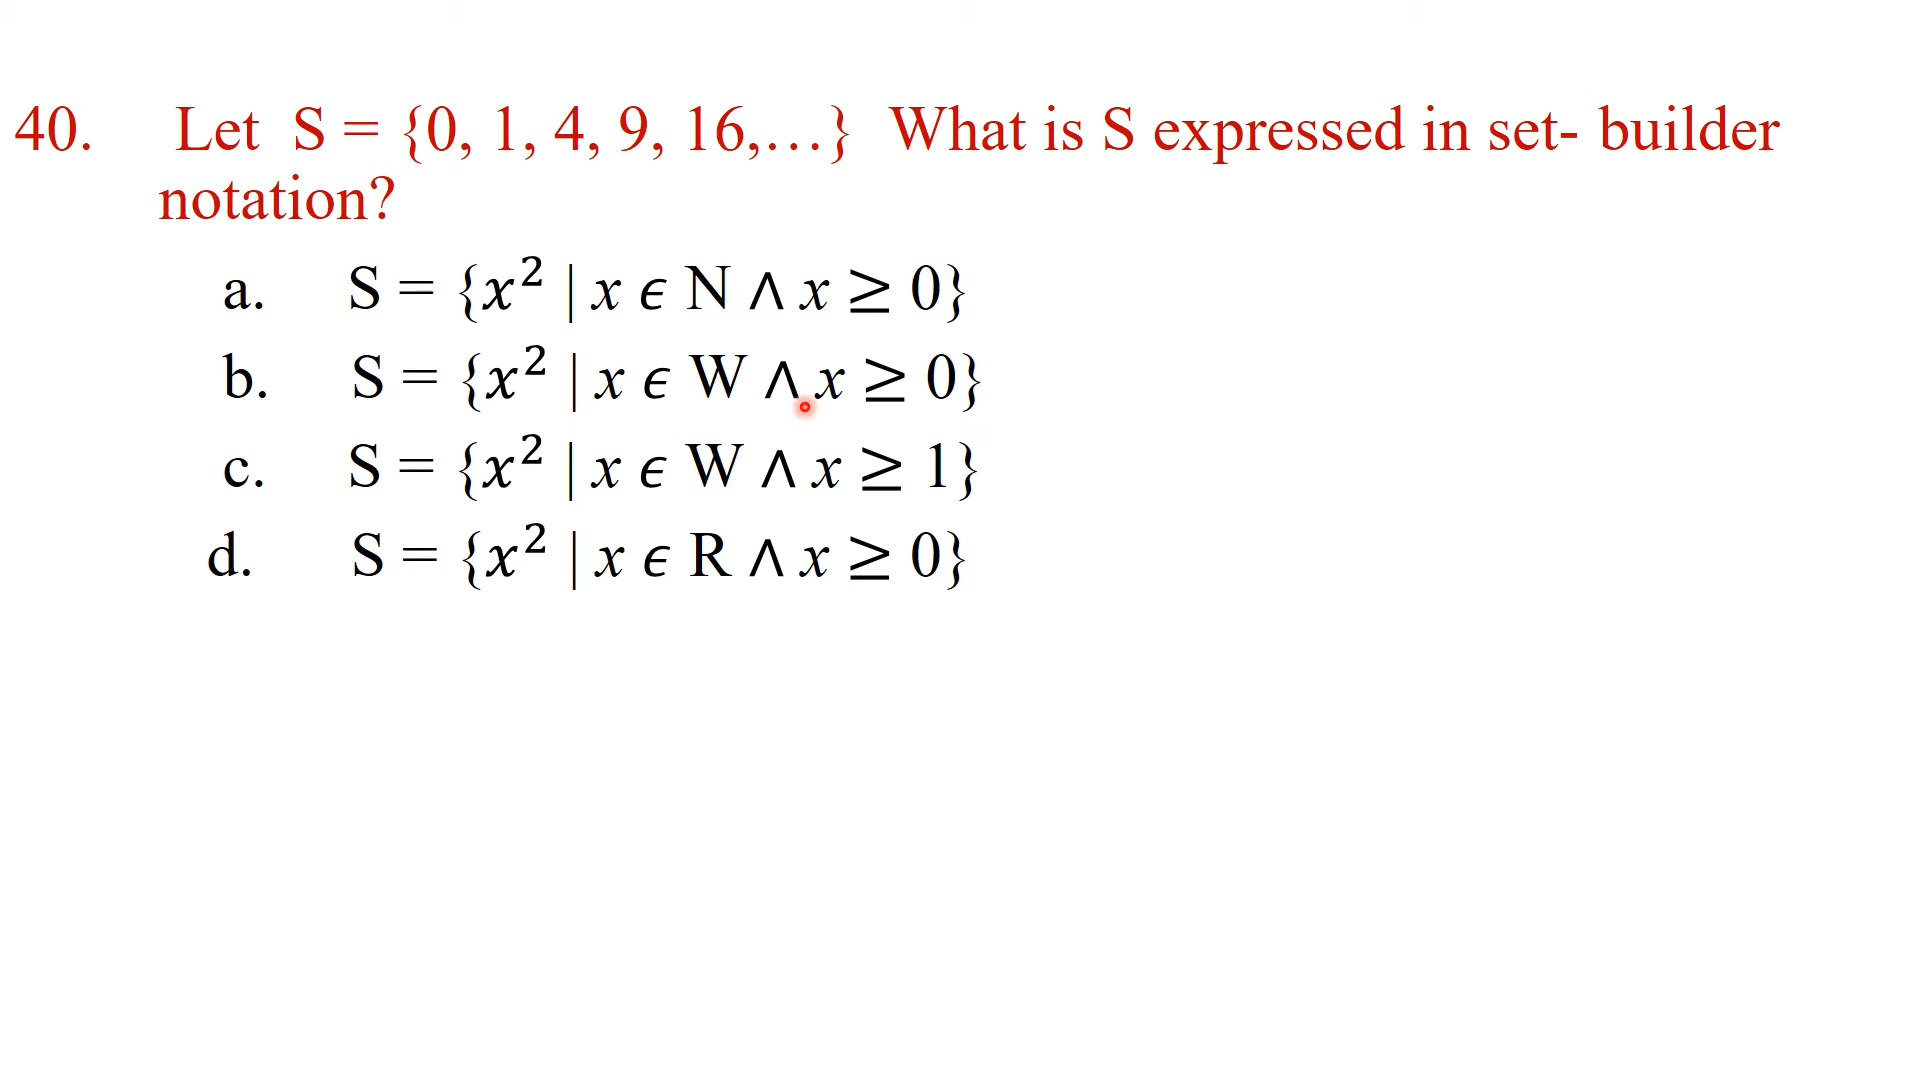 40. Let S = {0, 1, 4, 9, 16,…} What is S expressed in set- builder
notation?
a. S = {x² | x ϵ N ∧ x ≥ 0}
b. S = {x² | x ϵ W ∧ x ≥ 0}
c. S = {x² | x ϵ W ∧ x ≥ 1}
d. S = {x² | x ϵ R ∧ x ≥ 0}